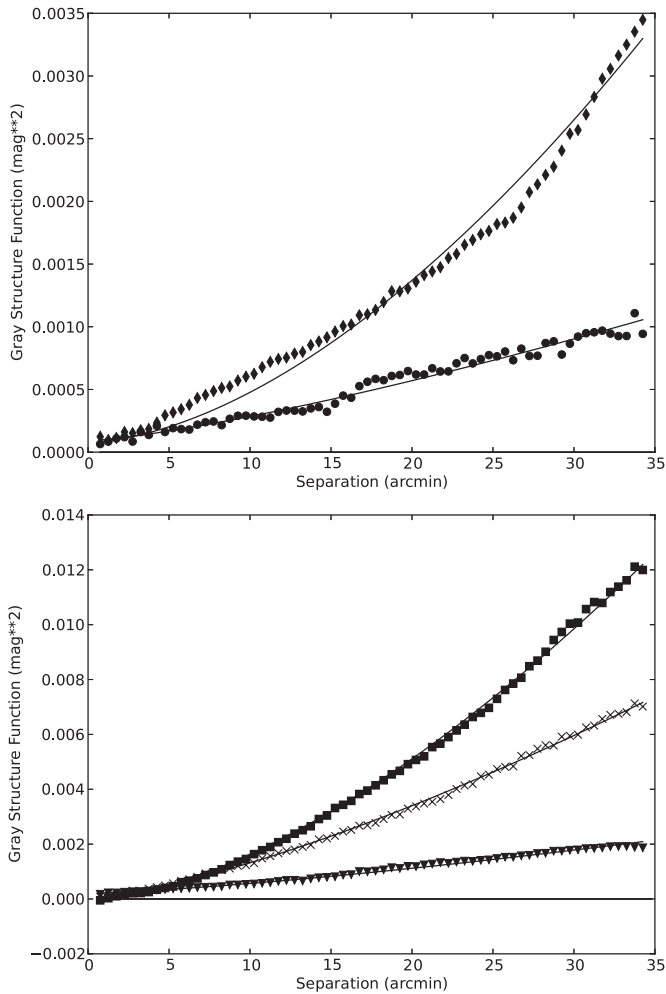 0.0035
0.0030
0.0025
0.0020
0.0015
0.0010
0.0005
0.0000
Gray Structure Function (mag**2)
0 5 10 15 20 25 30 35
Separation (arcmin)
0.014
0.012
0.010
0.008
0.006
0.004
0.002
0.000
−0.002
Gray Structure Function (mag**2)
0 5 10 15 20 25 30 35
Separation (arcmin)